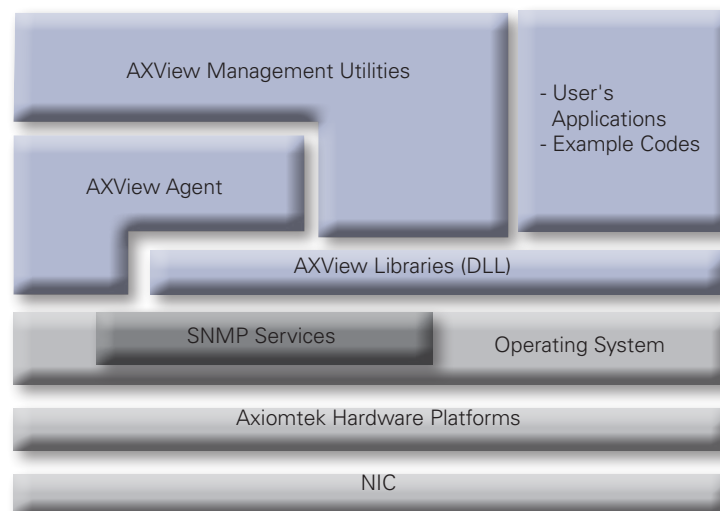 AXView Management Utilities
- User's
Applications
- Example Codes
AXView Agent
AXView Libraries (DLL)
SNMP Services
Operating System
Axiomtek Hardware Platforms
NIC